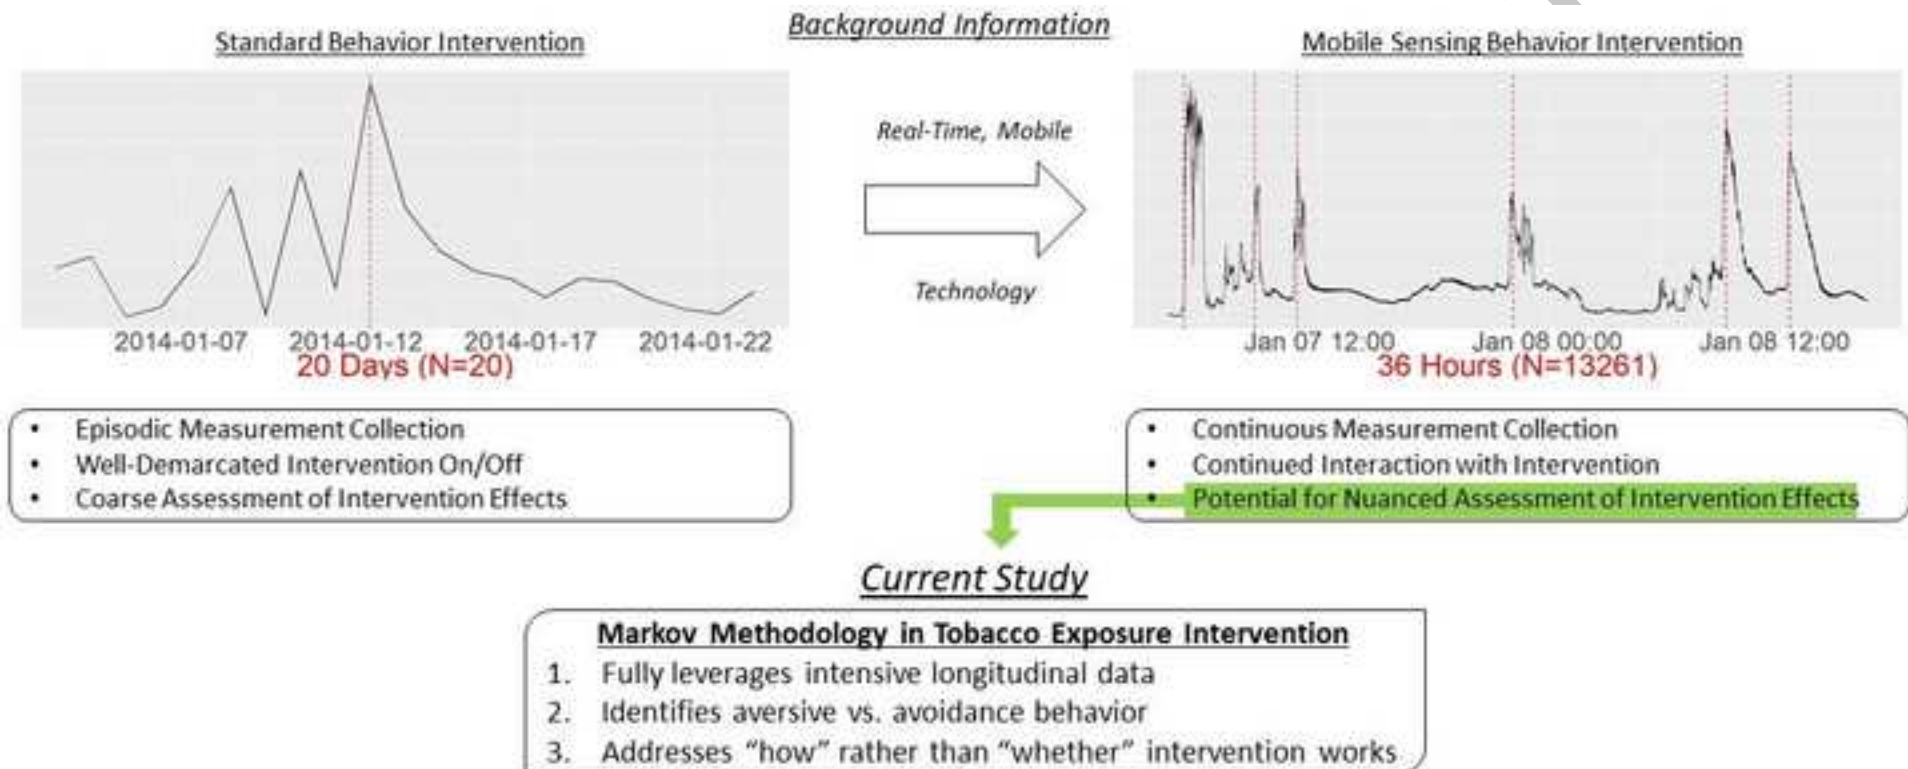 Background Information
Standard Behavior Intervention
2014-01-07 2014-01-12 2014-01-17 2014-01-22
20 Days (N=20)
• Episodic Measurement Collection
• Well-Demarcated Intervention On/Off
• Coarse Assessment of Intervention Effects
Real-Time, Mobile
Technology
Mobile Sensing Behavior Intervention
Jan 07 12:00 Jan 08 00:00 Jan 08 12:00
36 Hours (N=13261)
• Continuous Measurement Collection
• Continued Interaction with Intervention
• Potential for Nuanced Assessment of Intervention Effects
Current Study
Markov Methodology in Tobacco Exposure Intervention
1. Fully leverages intensive longitudinal data
2. Identifies aversive vs. avoidance behavior
3. Addresses “how” rather than “whether” intervention works